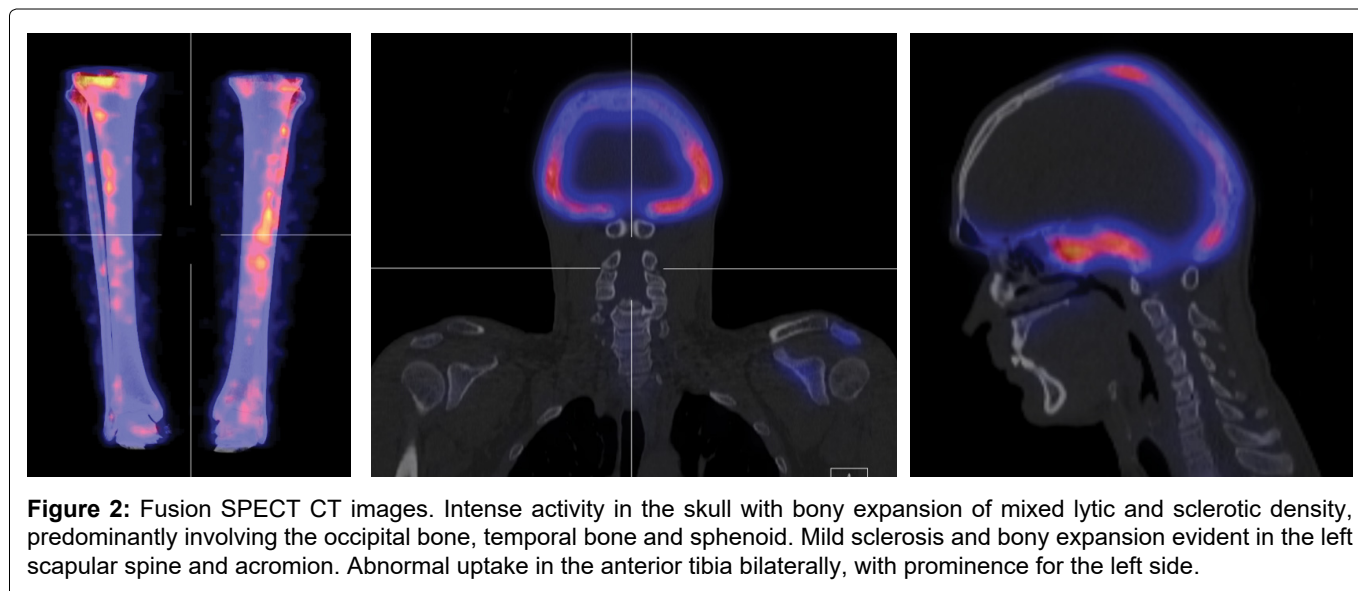 Figure 2: Fusion SPECT CT images. Intense activity in the skull with bony expansion of mixed lytic and sclerotic density,
predominantly involving the occipital bone, temporal bone and sphenoid. Mild sclerosis and bony expansion evident in the left
scapular spine and acromion. Abnormal uptake in the anterior tibia bilaterally, with prominence for the left side.